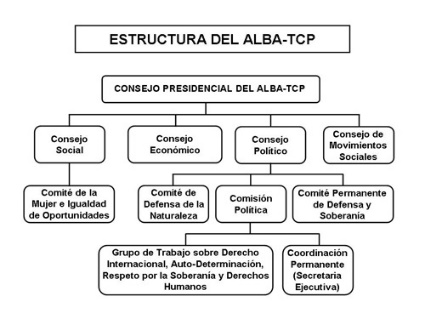 ESTRUCTURA DEL ALBA-TCP
CONSEJO PRESIDENCIAL DEL ALBA-TCP
Consejo
Social
Consejo
Económico
Consejo
Político
Consejo de
Movimientos
Sociales
Comité de la
Mujer e Igualdad
de Oportunidades
Comité de
Defensa de la
Naturaleza
Comisión
Política
Comité Permanente
de Defensa y
Soberanía
Grupo de Trabajo sobre Derecho
Internacional, Auto-Determinación,
Respeto por la Soberanía y Derechos
Humanos
Coordinación
Permanente
(Secretaria
Ejecutiva)